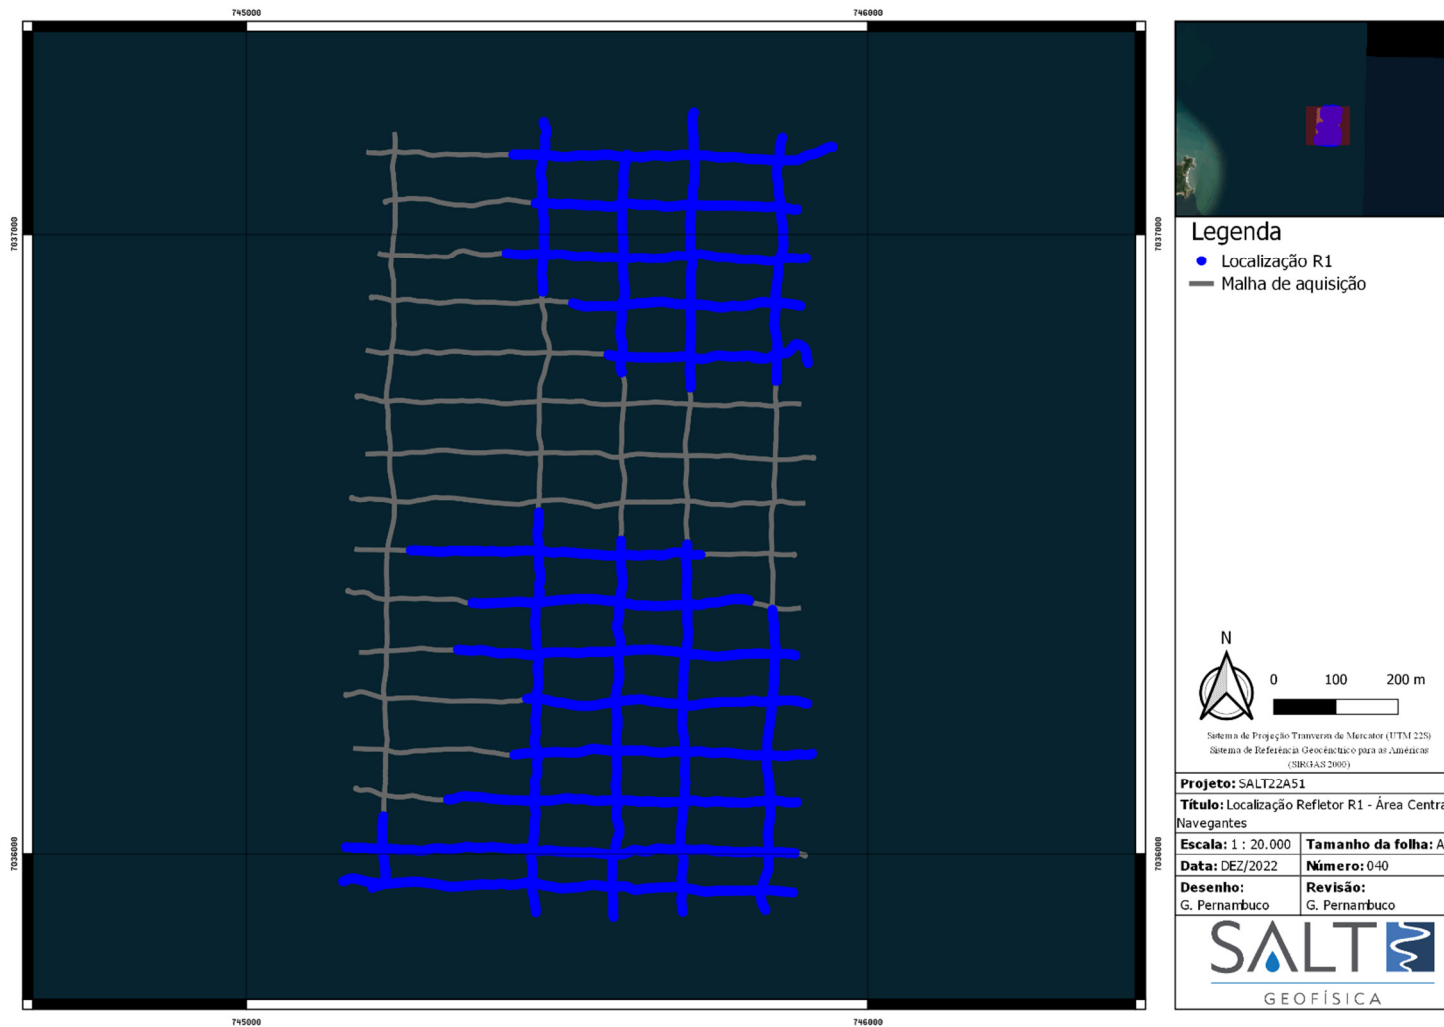 745000
746000
7037000
7037000
Legenda
Localização R1
Malha de aquisição
N
0 100 200 m
Sistema de Projeção Tranversa de Mercator (UTM 22S)
Sistema de Referência Geocênctrico para as Américas
(SIRGAS 2000)
7036000
7036000
Projeto: SALT22A51
Título: Localização Refletor R1 - Área Centra
Navegantes
Escala: 1 : 20.000
Tamanho da folha: A
Data: DEZ/2022
Número: 040
Desenho:
G. Pernambuco
Revisão:
G. Pernambuco
SALT
GEOFÍSICA
745000
746000